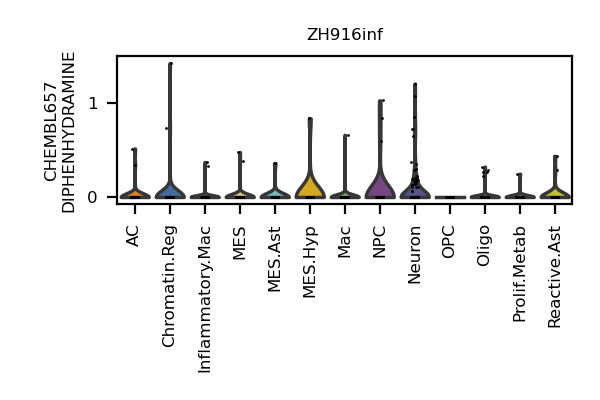 ZH916inf
CHEMBL657
DIPHENHYDRAMINE
1
0
AC
Chromatin.Reg
Inflammatory.Mac
MES
MES.Ast
MES.Hyp
Mac
NPC
Neuron
OPC
Oligo
Prolif.Metab
Reactive.Ast